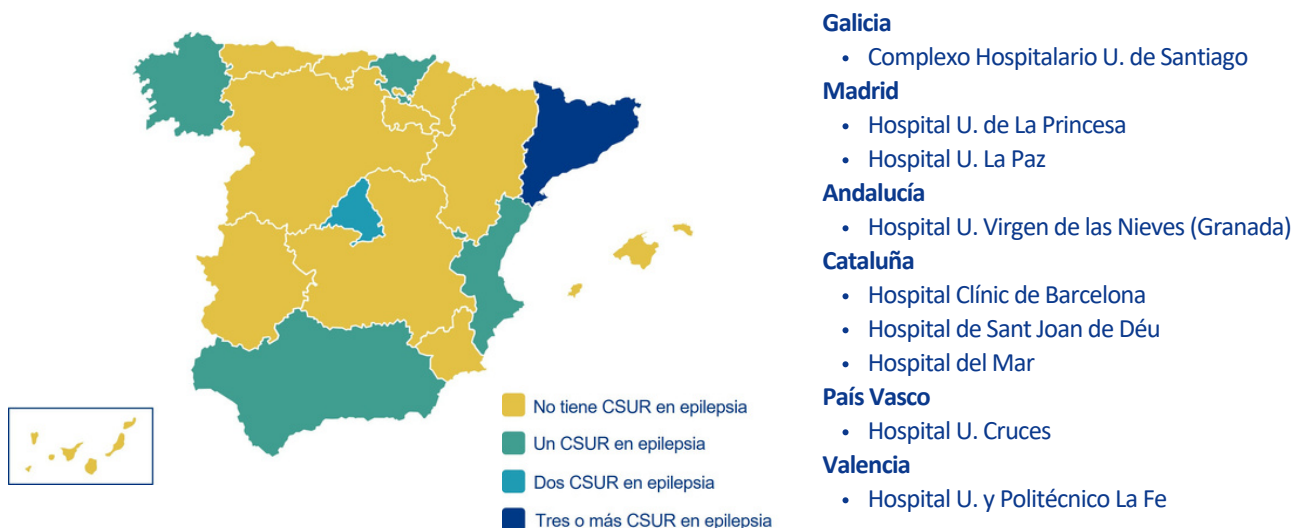 No tiene CSUR en epilepsia
Un CSUR en epilepsia
Dos CSUR en epilepsia
Tres o más CSUR en epilepsia
Galicia
• Complexo Hospitalario U. de Santiago
Madrid
• Hospital U. de La Princesa
• Hospital U. La Paz
Andalucía
• Hospital U. Virgen de las Nieves (Granada)
Cataluña
• Hospital Clínic de Barcelona
• Hospital de Sant Joan de Déu
• Hospital del Mar
País Vasco
• Hospital U. Cruces
Valencia
• Hospital U. y Politécnico La Fe